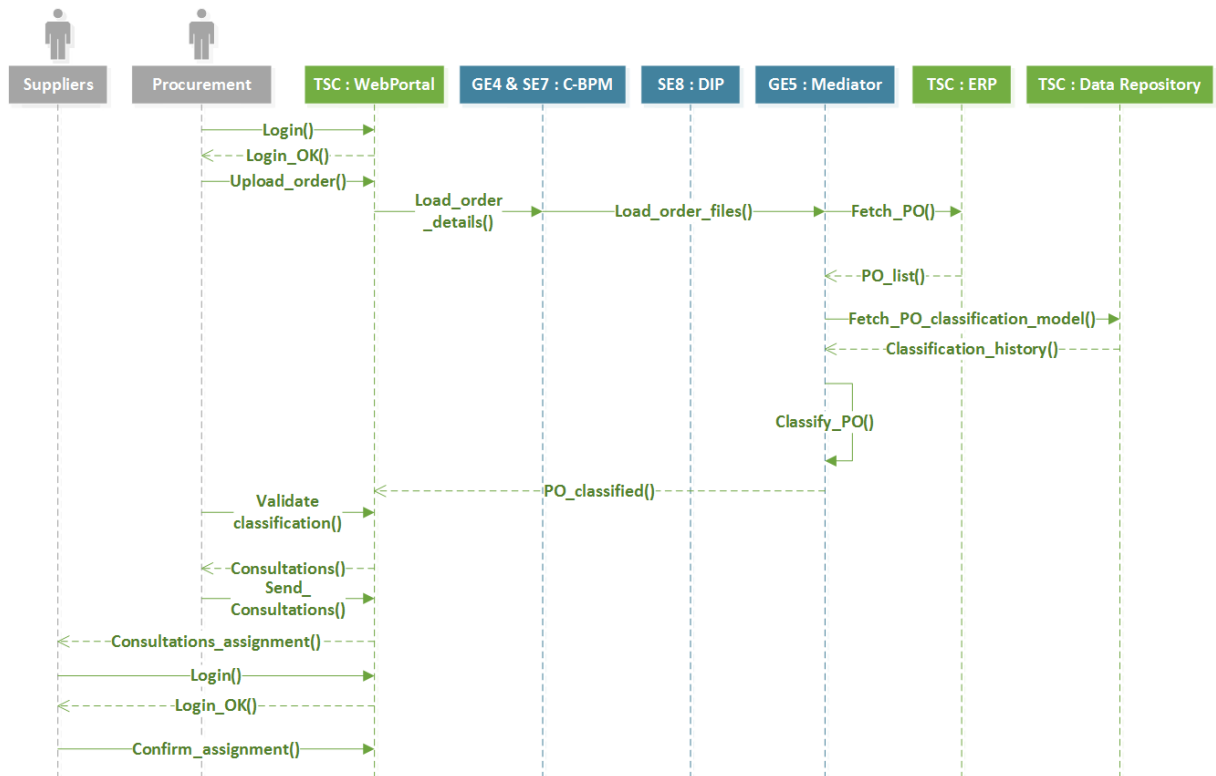 Suppliers
Procurement
TSC : WebPortal
GE4 & SE7 : C-BPM
SE8 : DIP
GE5 : Mediator
TSC : ERP
TSC : Data Repository
Login()
Login_OK()
Upload_order()
Load_order
_details()
Load_order_files()
Fetch_PO()
PO_list()
Fetch_PO_classification_model()
Classification_history()
Classify_PO()
PO_classified()
Validate
classification()
Consultations()
Send_
Consultations()
Consultations_assignment()
Login()
Login_OK()
Confirm_assignment()